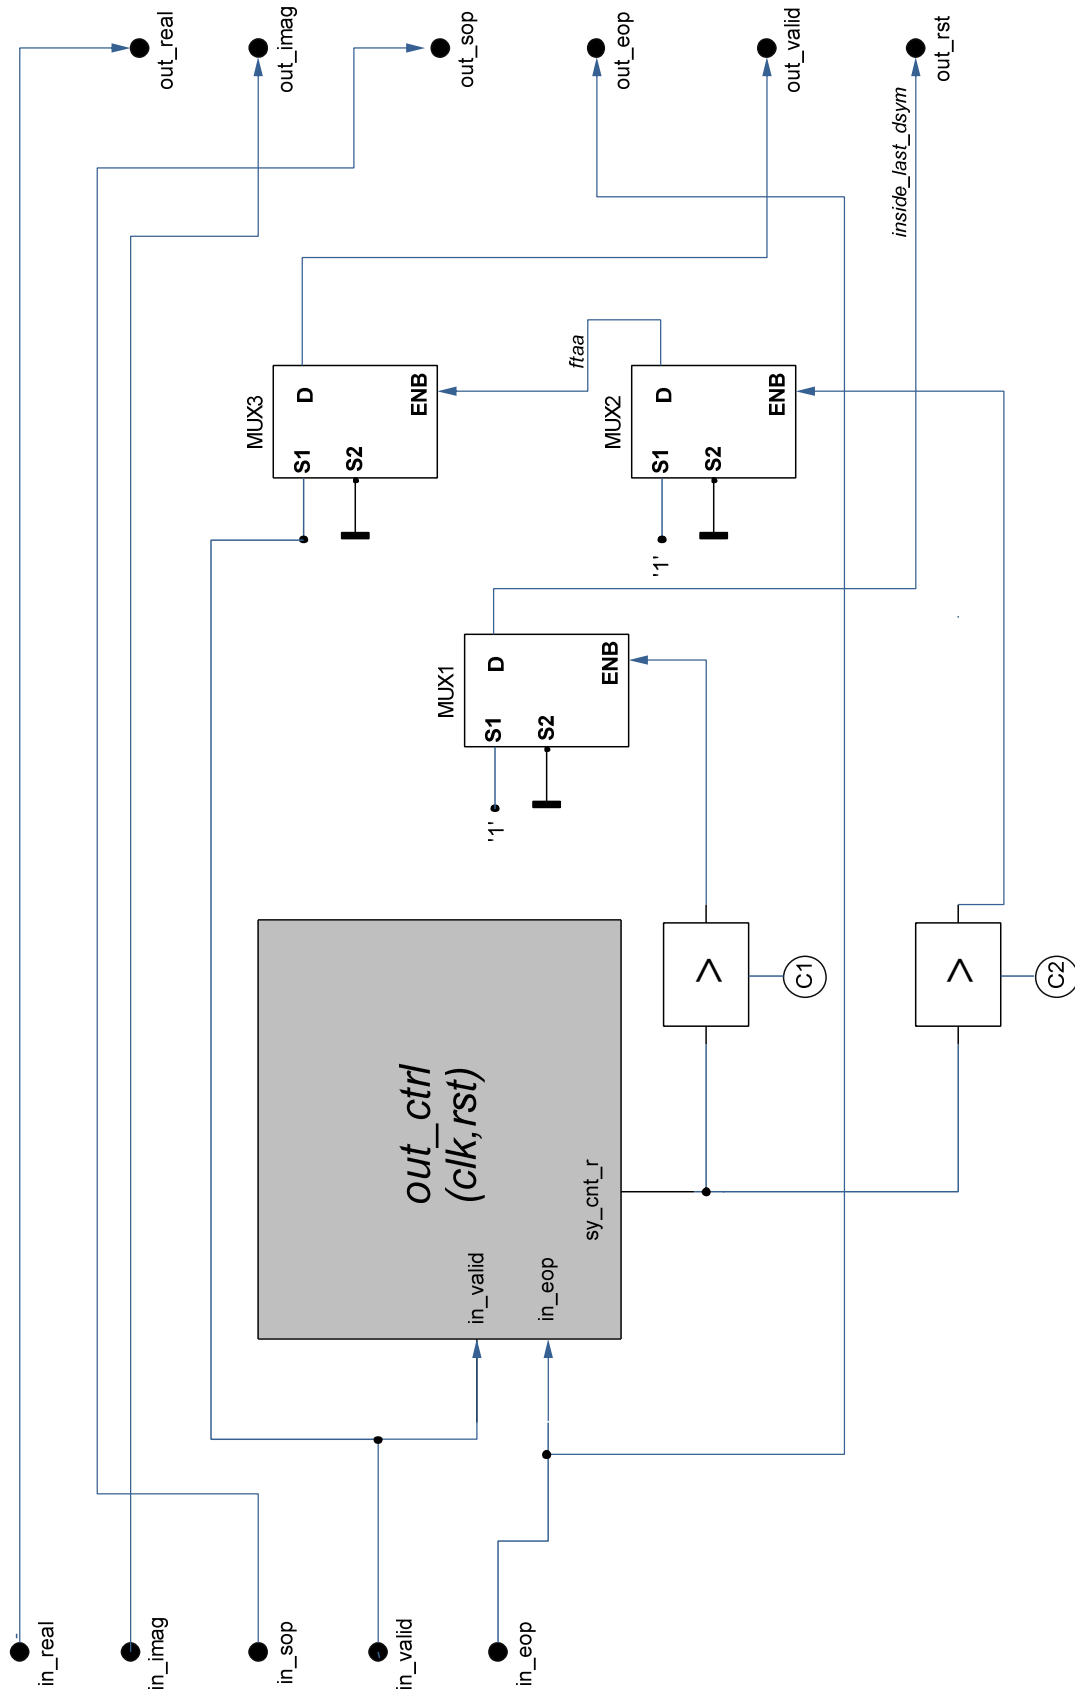 in_real
in_imag
in_sop
in_valid
in_eop
out_ctrl
(clk,rst)
in_valid
in_eop
sy_cnt_r
>
C1
>
C2
MUX1
'1'
S1
D
S2
ENB
MUX3
S1
D
S2
ENB
ftaa
MUX2
'1'
S1
D
S2
ENB
inside_last_dsym
out_real
out_imag
out_sop
out_eop
out_valid
out_rst